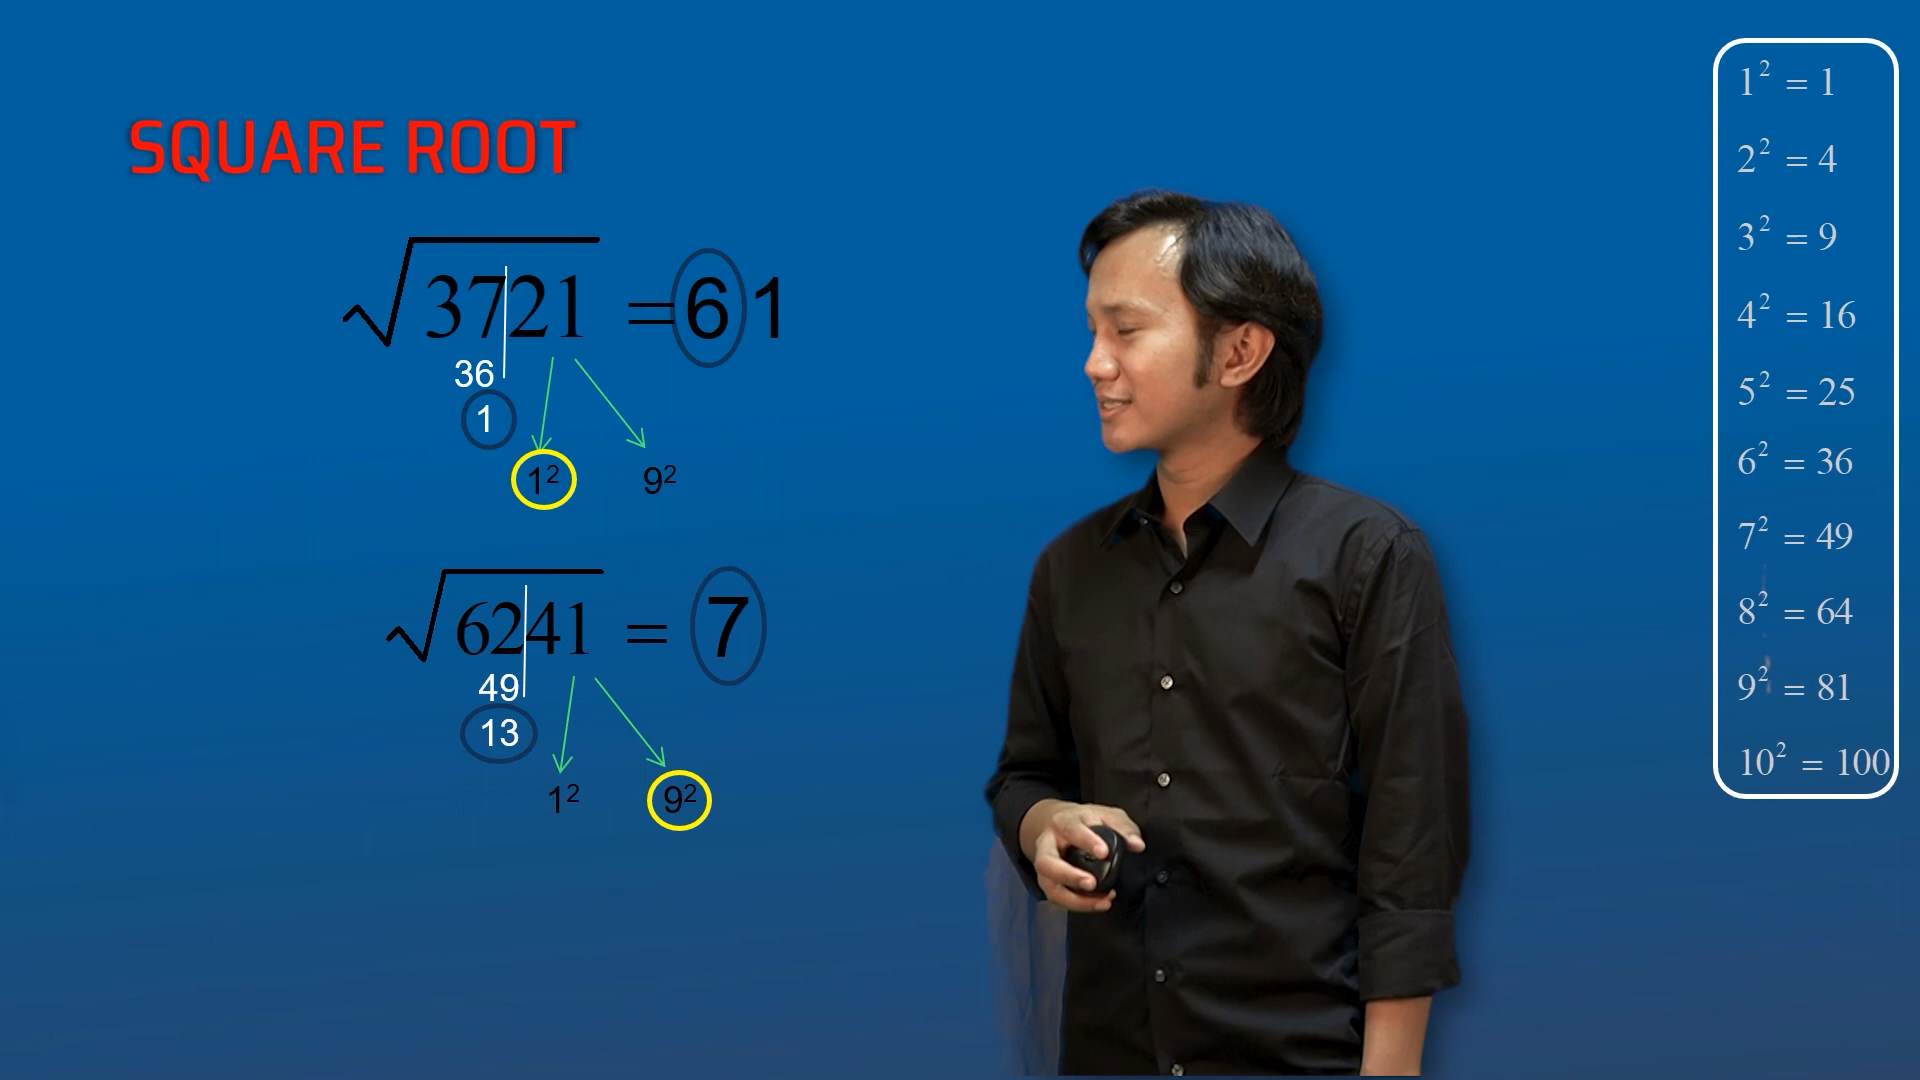 SQUARE ROOT
√3721 = 61
36
1
1² 9²
√6241 = 7
49
13
1² 9²
1² = 1
2² = 4
3² = 9
4² = 16
5² = 25
6² = 36
7² = 49
8² = 64
9² = 81
10² = 100